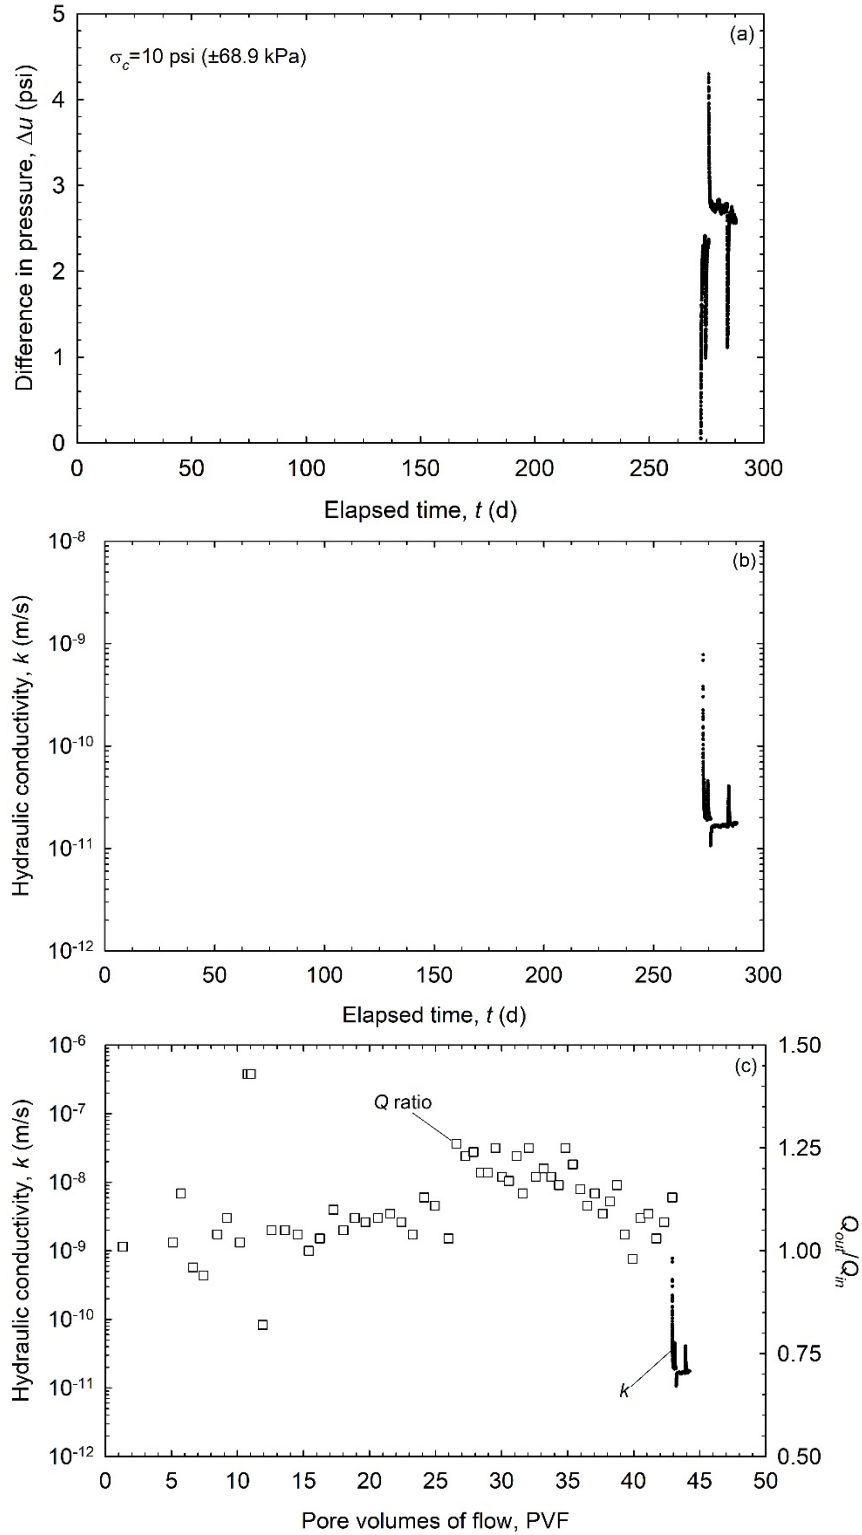 (a)
σc=10 psi (±68.9 kPa)
Difference in pressure, Δu (psi)
5
4
3
2
1
0
0 50 100 150 200 250 300
Elapsed time, t (d)
(b)
Hydraulic conductivity, k (m/s)
10-8
10-9
10-10
10-11
10-12
0 50 100 150 200 250 300
Elapsed time, t (d)
(c)
Hydraulic conductivity, k (m/s)
10-6
10-7
10-8
10-9
10-10
10-11
10-12
Q ratio
k
1.50
1.25
1.00
0.75
0.50
Qout/Qin
0 5 10 15 20 25 30 35 40 45 50
Pore volumes of flow, PVF